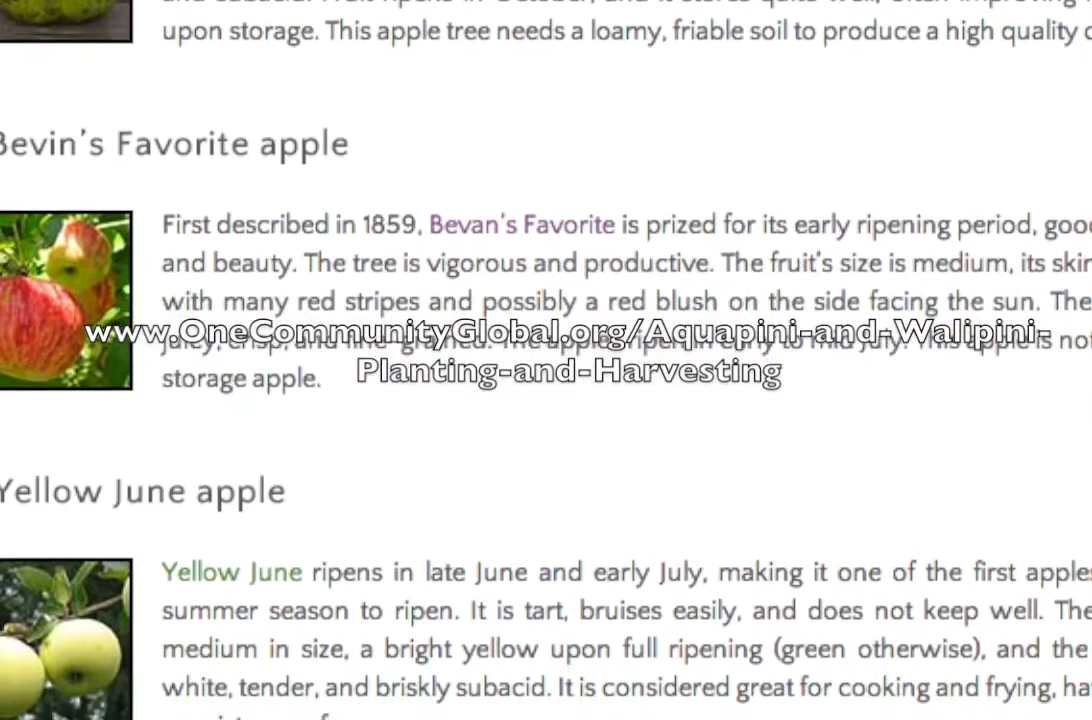 upon storage. This apple tree needs a loamy, friable soil to produce a high quality
Bevin's Favorite apple
First described in 1859, Bevan's Favorite is prized for its early ripening period,
and beauty. The tree is vigorous and productive. The fruit's size is medium, its
with many red stripes and possibly a red blush on the side facing the sun. The
www.OneCommunityGlobal.org/Aquapini-and-Walipini-
Planting-and-Harvesting
storage apple.
Yellow June apple
Yellow June ripens in late June and early July, making it one of the first
summer season to ripen. It is tart, bruises easily, and does not keep well. The
medium in size, a bright yellow upon full ripening (green otherwise), and the
white, tender, and briskly subacid. It is considered great for cooking and frying,